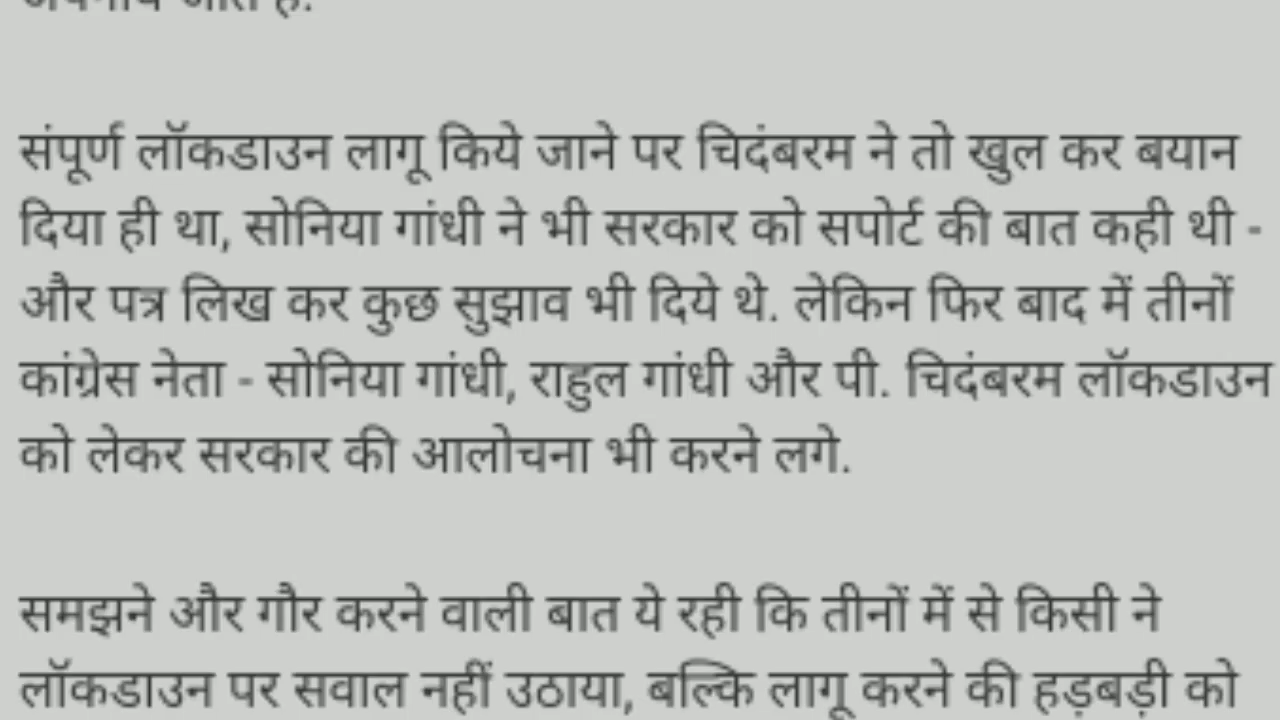 संपूर्ण लॉकडाउन लागू किये जाने पर चिदंबरम ने तो खुल कर बयान
दिया ही था, सोनिया गांधी ने भी सरकार को सपोर्ट की बात कही थी -
और पत्र लिख कर कुछ सुझाव भी दिये थे. लेकिन फिर बाद में तीनों
कांग्रेस नेता - सोनिया गांधी, राहुल गांधी और पी. चिदंबरम लॉकडाउन
को लेकर सरकार की आलोचना भी करने लगे.
समझने और गौर करने वाली बात ये रही कि तीनों में से किसी ने
लॉकडाउन पर सवाल नहीं उठाया, बल्कि लागू करने की हड़बड़ी को